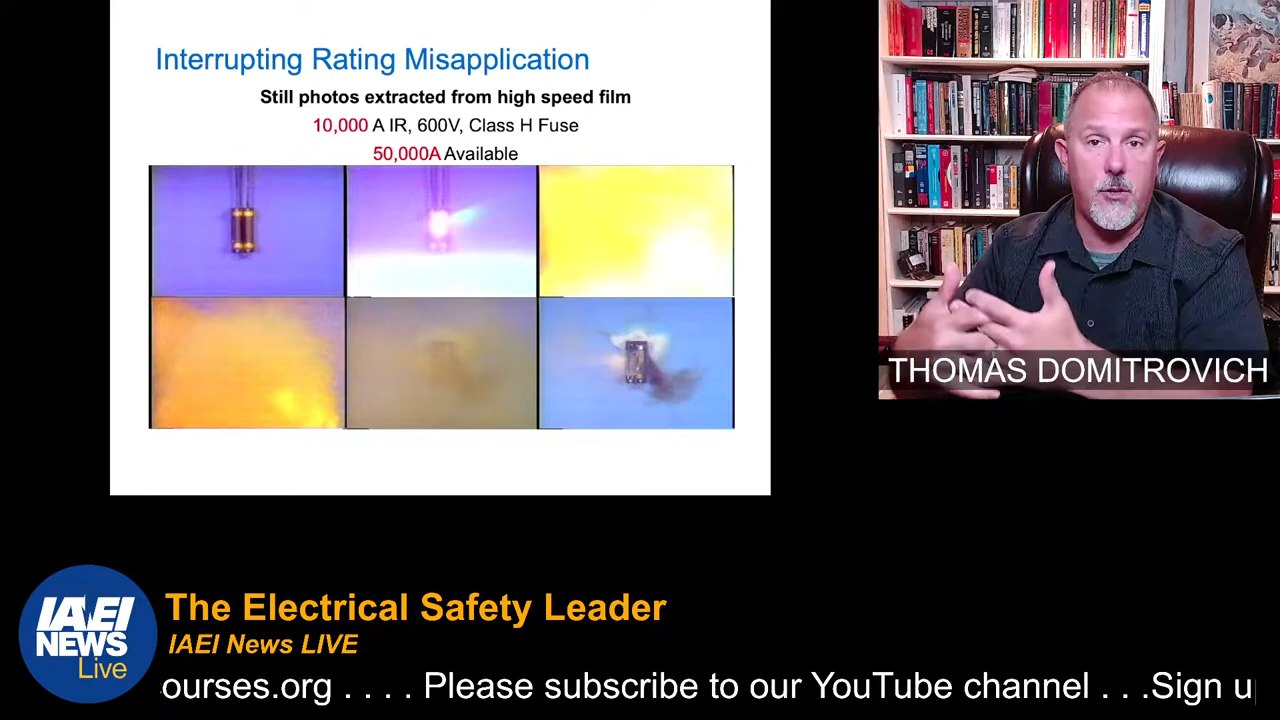 Interrupting Rating Misapplication
Still photos extracted from high speed film
10,000 A IR, 600V, Class H Fuse
50,000A Available
THOMAS DOMITROVICH
IAEI
NEWS
Live
The Electrical Safety Leader
IAEI News LIVE
ourses.org . . . . Please subscribe to our YouTube channel . . .Sign u